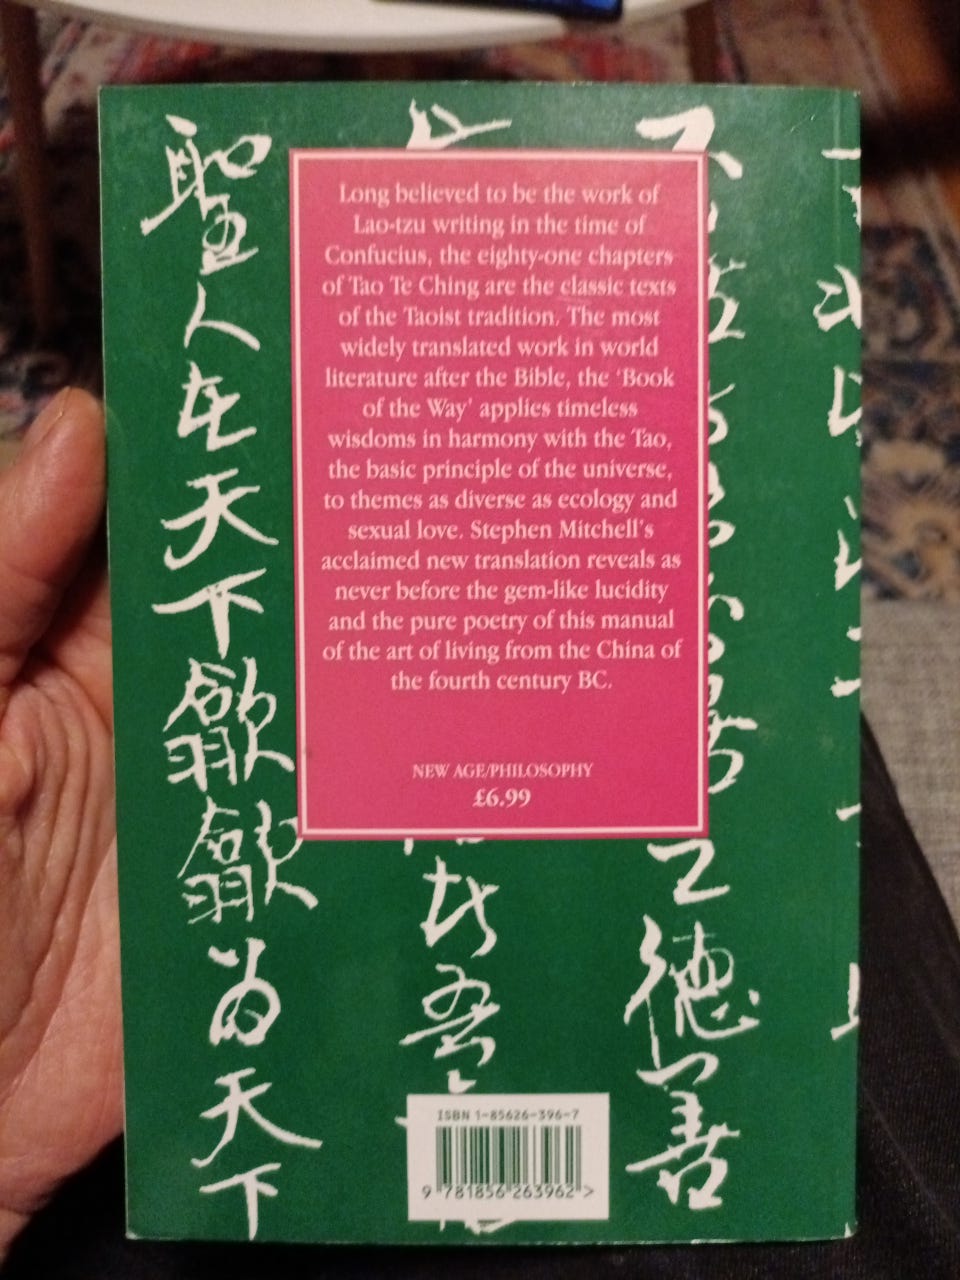 Long believed to be the work of
Lao-tzu writing in the time of
Confucius, the eighty-one chapters
of Tao Te Ching are the classic texts
of the Taoist tradition. The most
widely translated work in world
literature after the Bible, the ‘Book
of the Way’ applies timeless
wisdoms in harmony with the Tao,
the basic principle of the universe,
to themes as diverse as ecology and
sexual love. Stephen Mitchell's
acclaimed new translation reveals as
never before the gem-like lucidity
and the pure poetry of this manual
of the art of living from the China of
the fourth century BC.
NEW AGE/PHILOSOPHY
£6.99
聖人在天下歙歙為天下
吾
德善
ISBN 1-85626-396-7
9 781856 263962 >